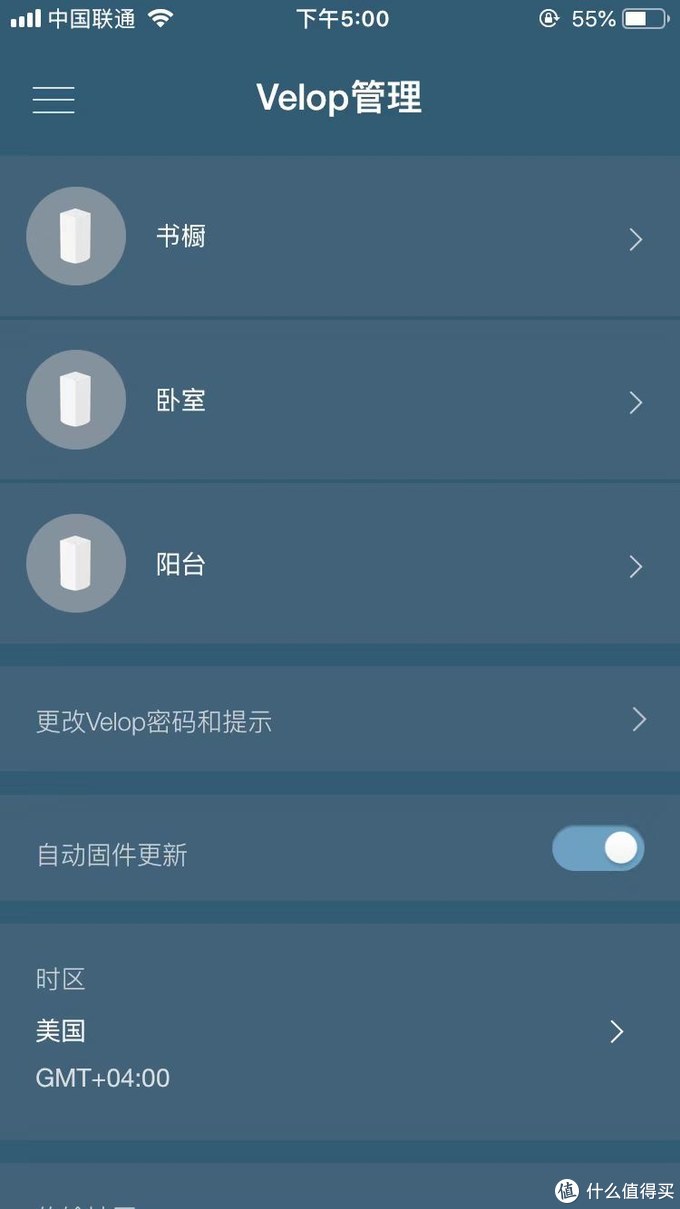 中国联通 下午5:00 55%
Velop管理
书橱
卧室
阳台
更改Velop密码和提示
自动固件更新
时区
美国
GMT+04:00
值 什么值得买